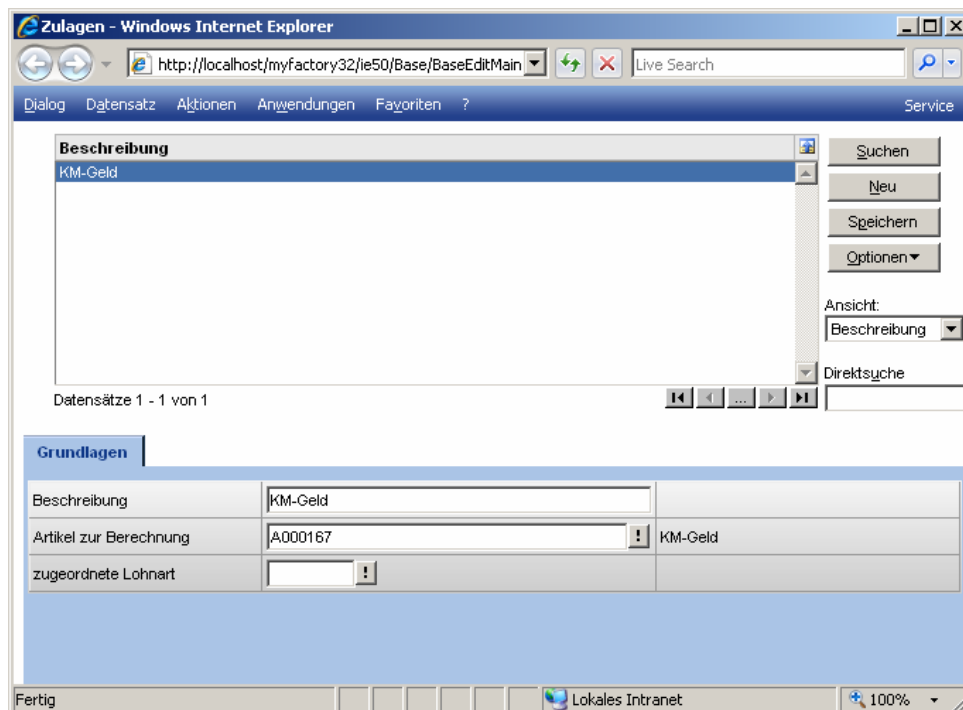 Zulagen - Windows Internet Explorer
http://localhost/myfactory32/ie50/Base/BaseEditMain
Live Search
Dialog Datensatz Aktionen Anwendungen Favoriten ? Service
Beschreibung
KM-Geld
Suchen
Neu
Speichern
Optionen
Ansicht:
Beschreibung
Direktsuche
Datensätze 1 - 1 von 1
...
Grundlagen
Beschreibung KM-Geld
Artikel zur Berechnung A000167 ! KM-Geld
zugeordnete Lohnart !
Fertig Lokales Intranet 100%